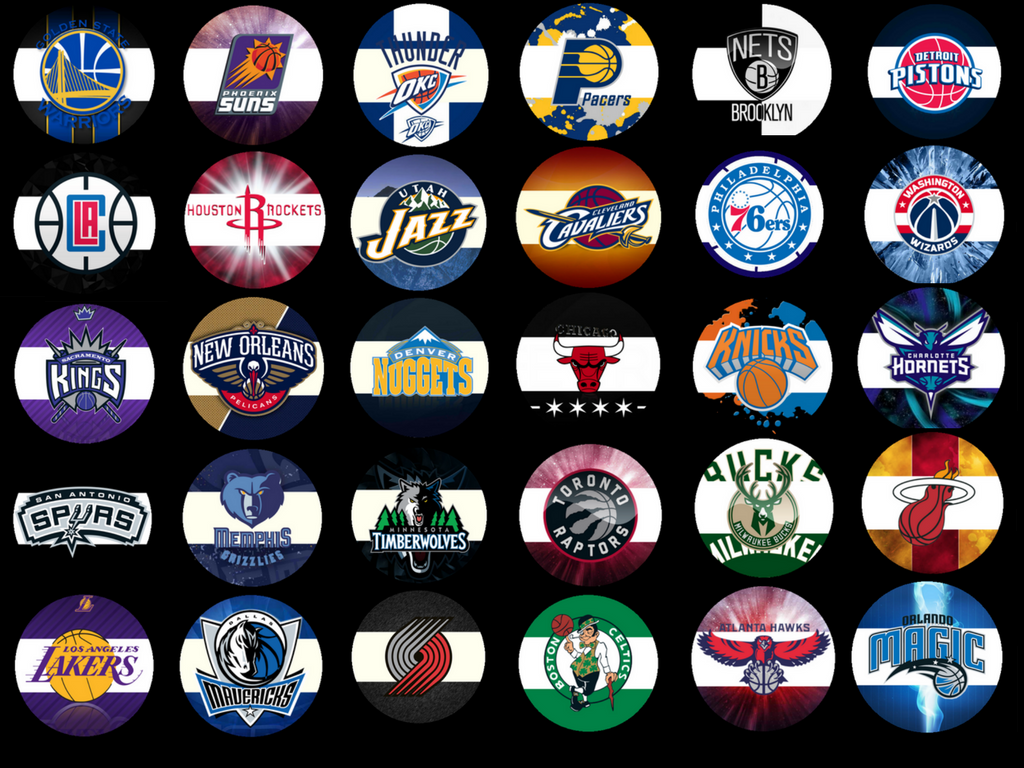 GOLDEN STATE
WARRIORS
PHOENIX
SUNS
THUNDER
OKC
OKC
P
Pacers
NETS
B
BROOKLYN
DETROIT
PISTONS
LA
C
HOUSTON R ROCKETS
UTAH
JAZZ
CLEVELAND
CAVALIERS
PHILADELPHIA
76ers
WASHINGTON
WIZARDS
SACRAMENTO
KINGS
NEW ORLEANS
PELICANS
DENVER
NUGGETS
CHICAGO
KNICKS
CHARLOTTE
HORNETS
SAN ANTONIO
SPURS
MEMPHIS
GRIZZLIES
MINNESOTA
TIMBERWOLVES
TORONTO
RAPTORS
BUCKS
MILWAUKEE BUCKS
MILWAUKEE
L
LOS ANGELES
LAKERS
DALLAS
MAVERICKS
BOSTON
CELTICS
ATLANTA HAWKS
ORLANDO
MAGIC